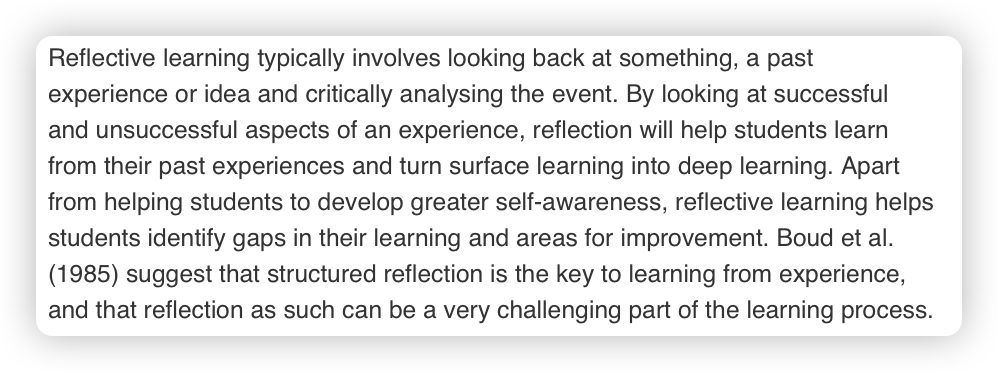 Reflective learning typically involves looking back at something, a past
experience or idea and critically analysing the event. By looking at successful
and unsuccessful aspects of an experience, reflection will help students learn
from their past experiences and turn surface learning into deep learning. Apart
from helping students to develop greater self-awareness, reflective learning helps
students identify gaps in their learning and areas for improvement. Boud et al.
(1985) suggest that structured reflection is the key to learning from experience,
and that reflection as such can be a very challenging part of the learning process.